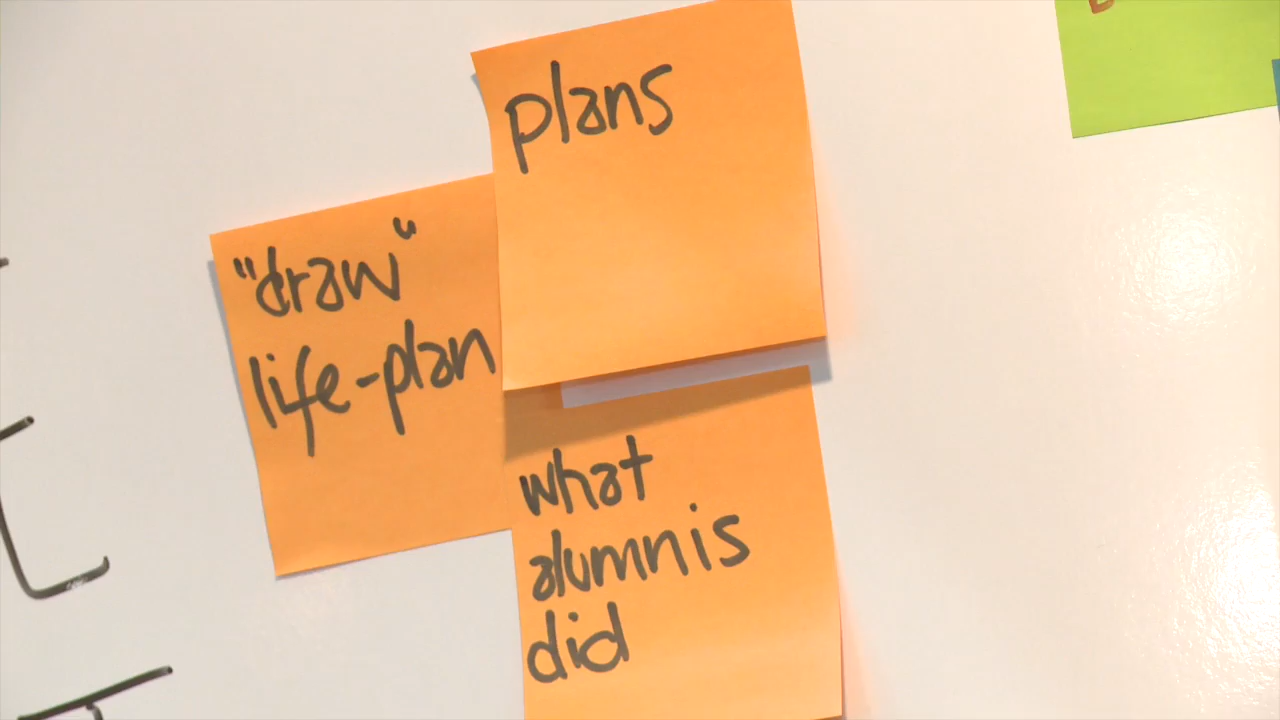 plans
"draw"
life-plan
what
alumnis
did